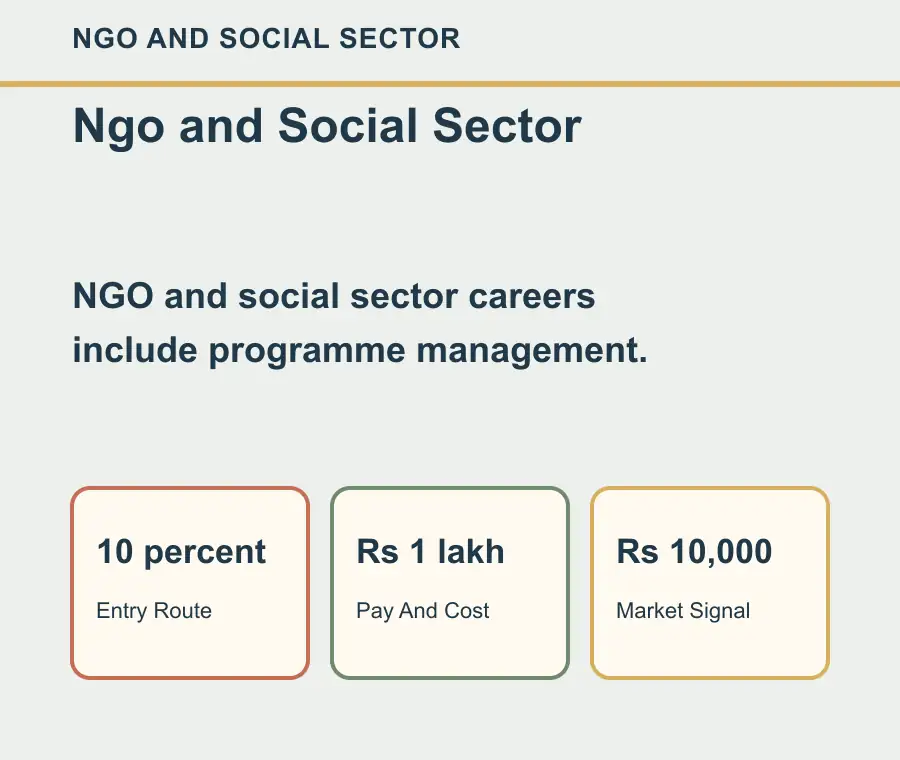 NGO AND SOCIAL SECTOR
Ngo and Social Sector
NGO and social sector careers
include programme management.
10 percent
Entry Route
Rs 1 lakh
Pay And Cost
Rs 10,000
Market Signal